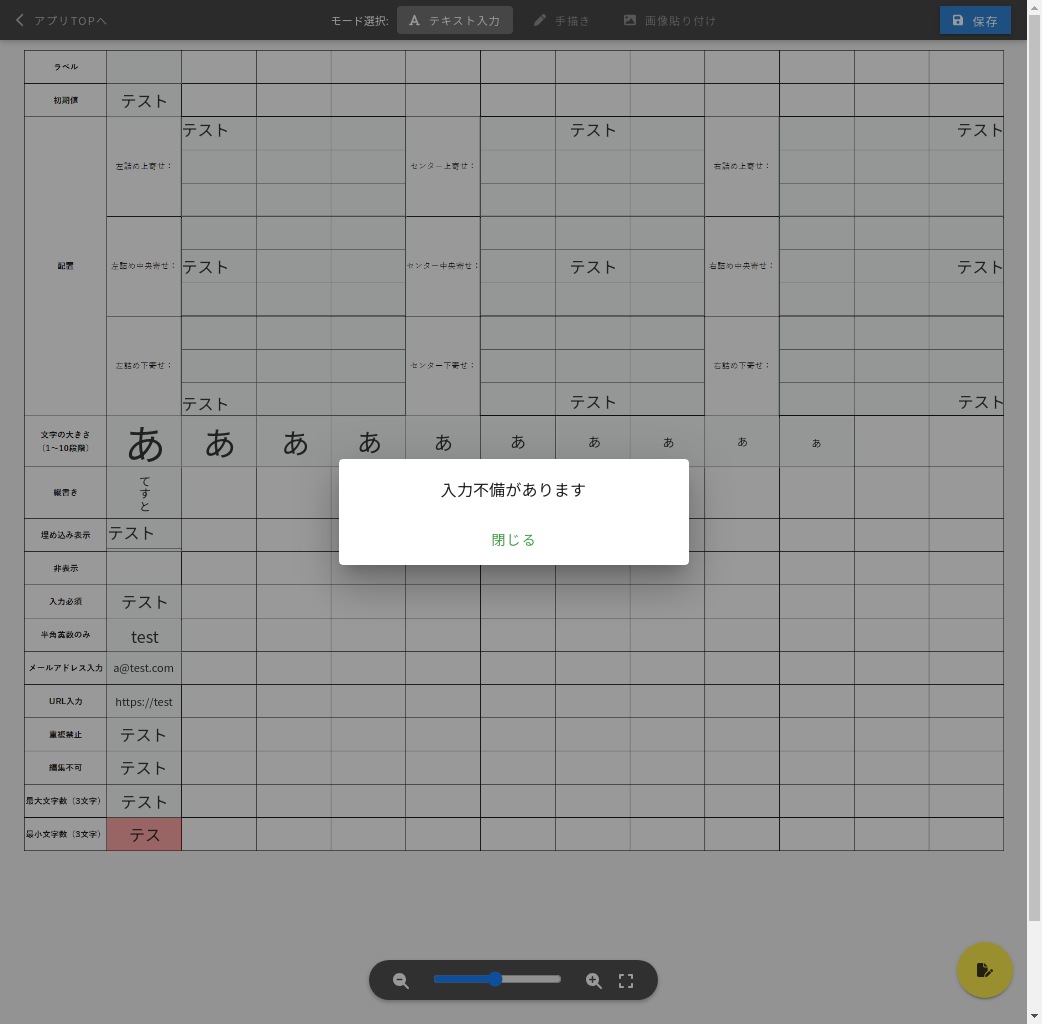 アプリTOPへ
モード選択:
テキスト入力
手描き
画像貼り付け
保存
ラベル
初期値
テスト
配置
左詰め上寄せ：
テスト
センター上寄せ：
テスト
右詰め上寄せ：
テスト
左詰め中央寄せ：
テスト
センター中央寄せ：
テスト
右詰め中央寄せ：
テスト
左詰め下寄せ：
テスト
センター下寄せ：
テスト
右詰め下寄せ：
テスト
文字の大きさ
（1〜10段階）
あ あ あ あ あ あ あ あ あ あ
縦書き
てすと
埋め込み表示
テスト
非表示
入力必須
テスト
半角英数のみ
test
メールアドレス入力
a@test.com
URL入力
https://test
重複禁止
テスト
編集不可
テスト
最大文字数（3文字）
テスト
最小文字数（3文字）
テス
入力不備があります
閉じる